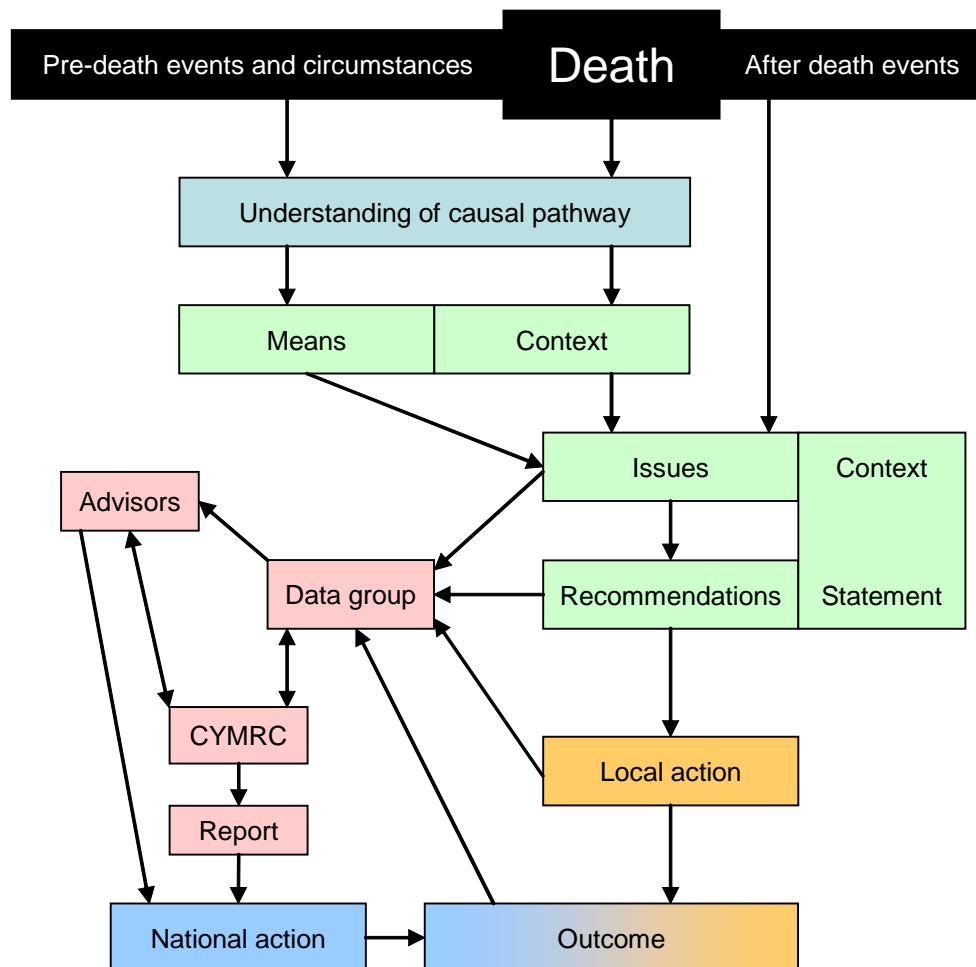 Pre-death events and circumstances
Death
After death events
Understanding of causal pathway
Means
Context
Issues
Context
Advisors
Data group
Recommendations
Statement
CYMRC
Local action
Report
National action
Outcome